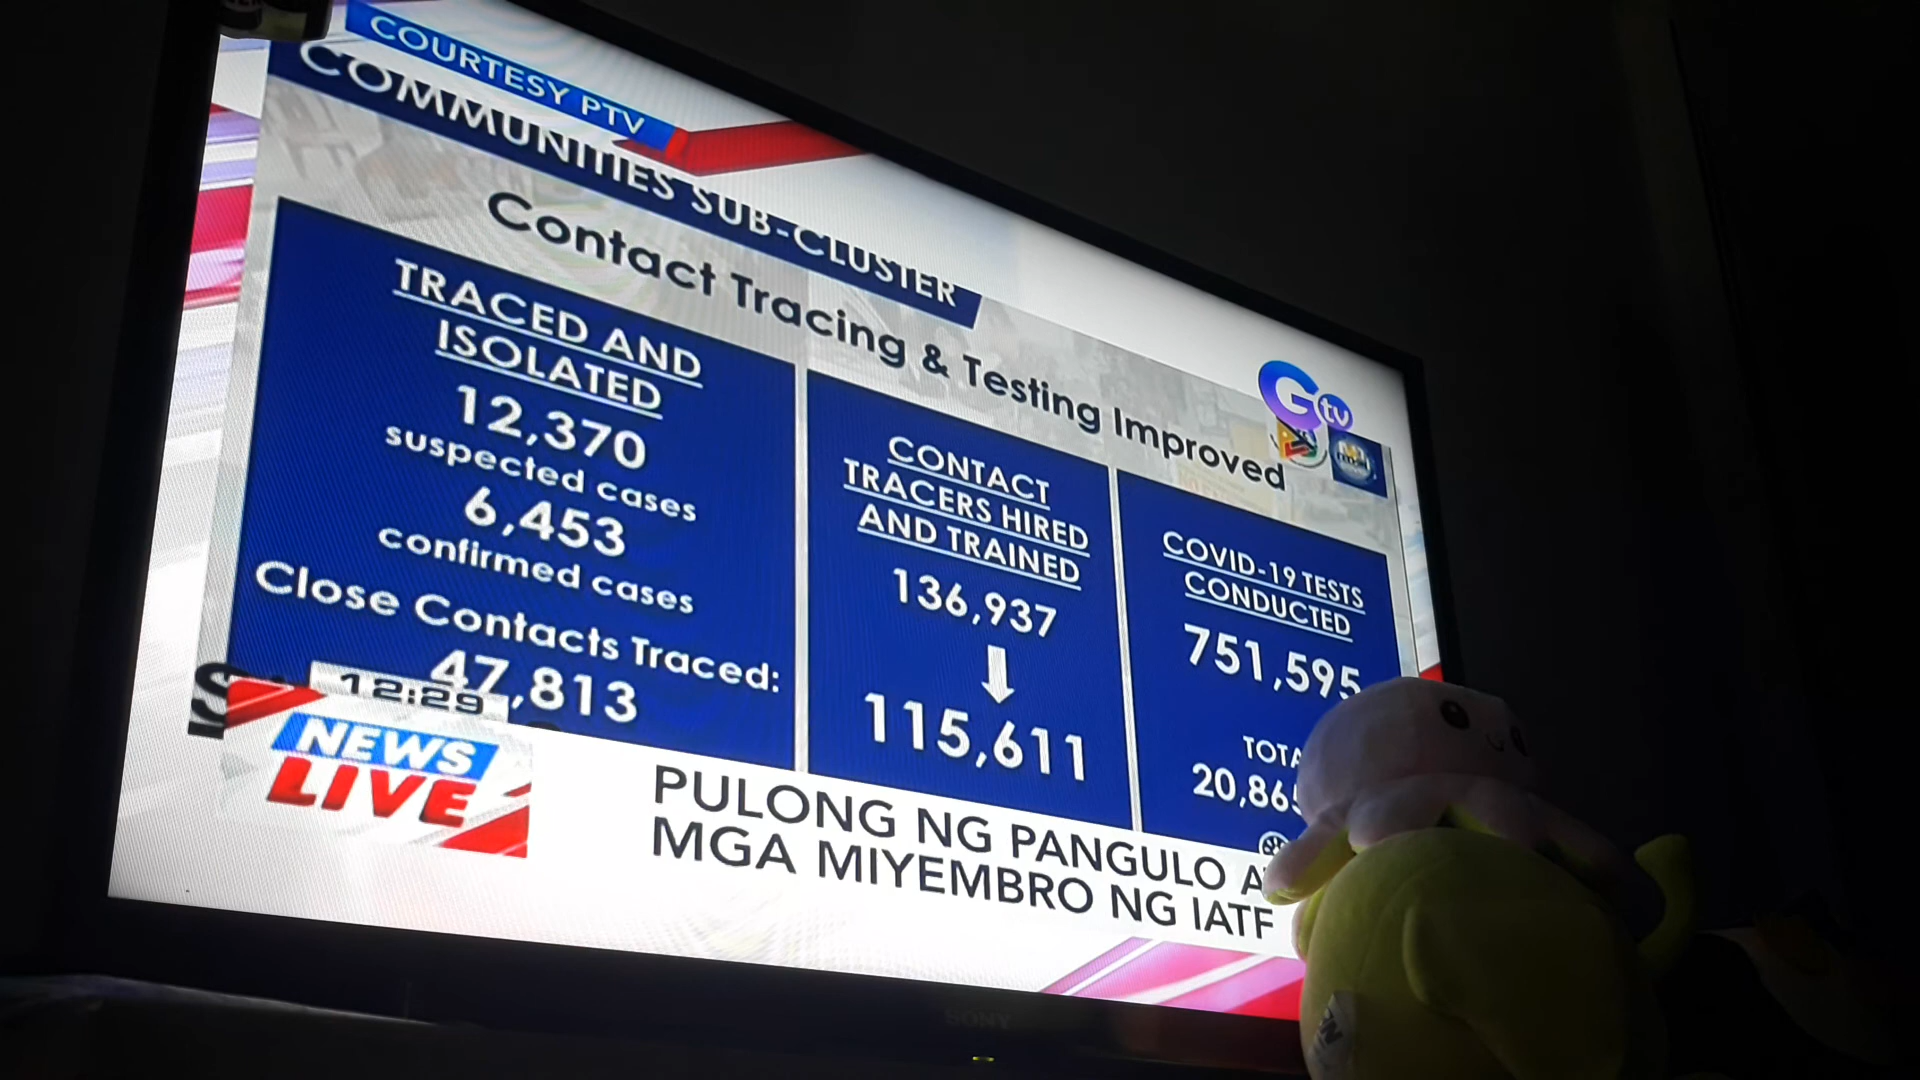 COURTESY PTV
COMMUNITIES SUB-CLUSTER
Contact Tracing & Testing Improved
Gtv
TRACED AND
ISOLATED
12,370
suspected cases
6,453
confirmed cases
Close Contacts Traced:
47,813
CONTACT
TRACERS HIRED
AND TRAINED
136,937
115,611
COVID-19 TESTS
CONDUCTED
751,595
12:29
NEWS
LIVE
PULONG NG PANGULO
MGA MIYEMBRO NG IATF
SONY